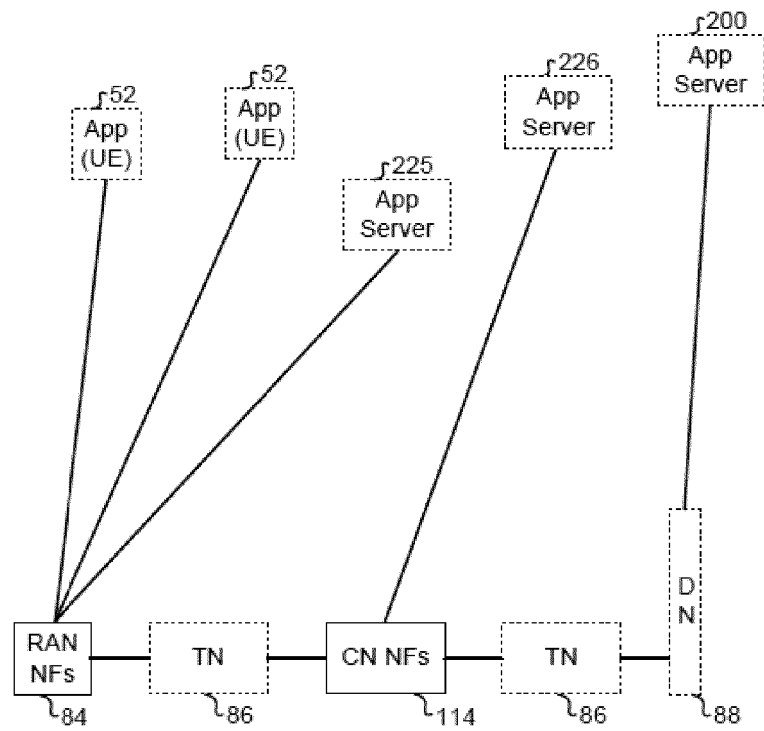 200
App
Server
226
App
Server
52
App
(UE)
52
App
(UE)
225
App
Server
D
N
RAN
NFs
TN
CN NFs
TN
84
86
114
86
88